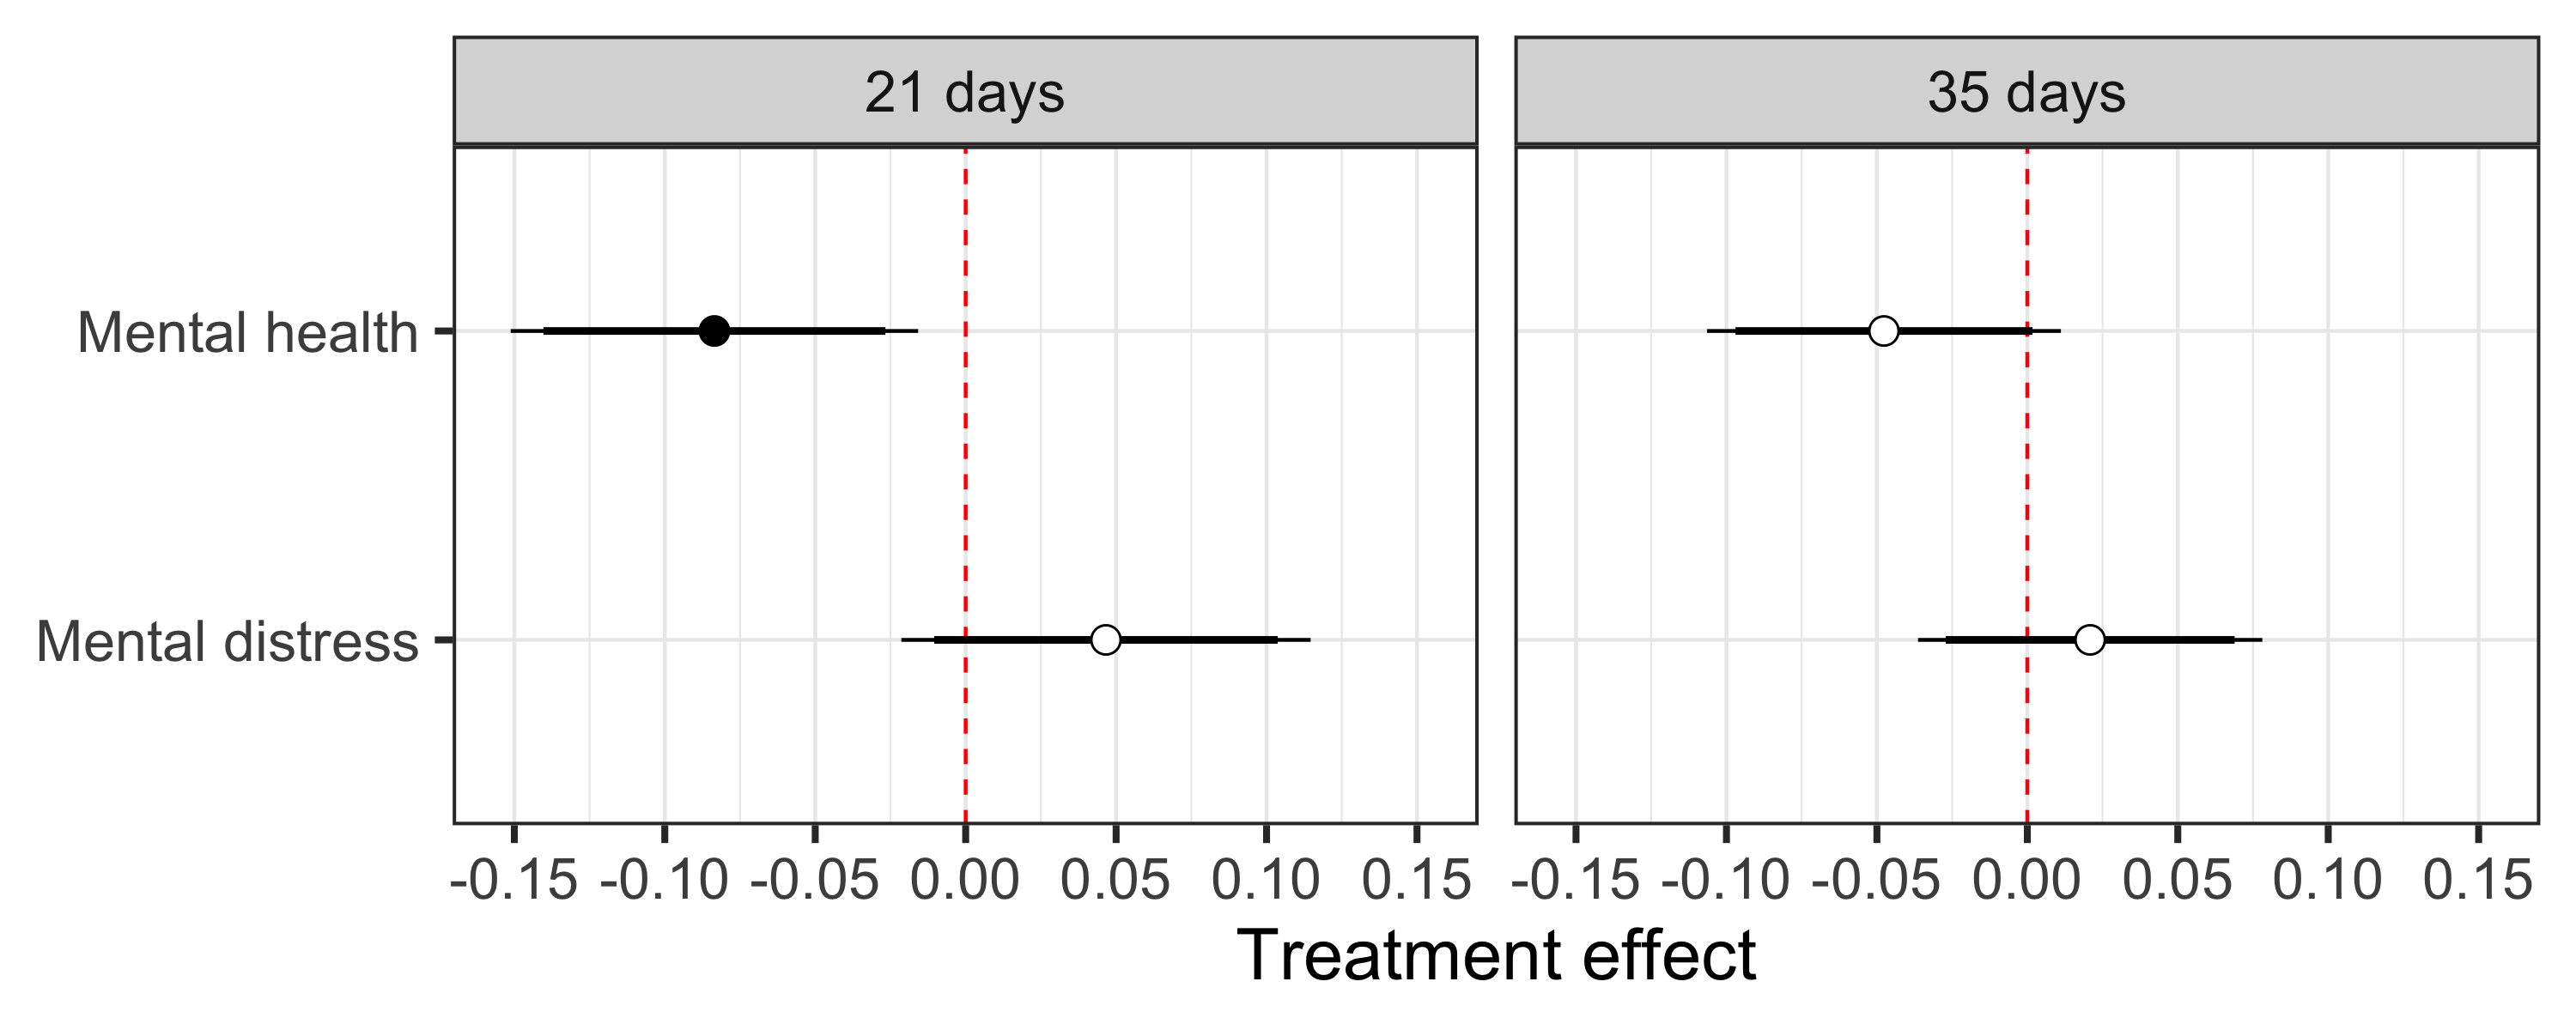 21 days
35 days
Mental health
Mental distress
-0.15 -0.10 -0.05 0.00 0.05 0.10 0.15 -0.15 -0.10 -0.05 0.00 0.05 0.10 0.15
Treatment effect